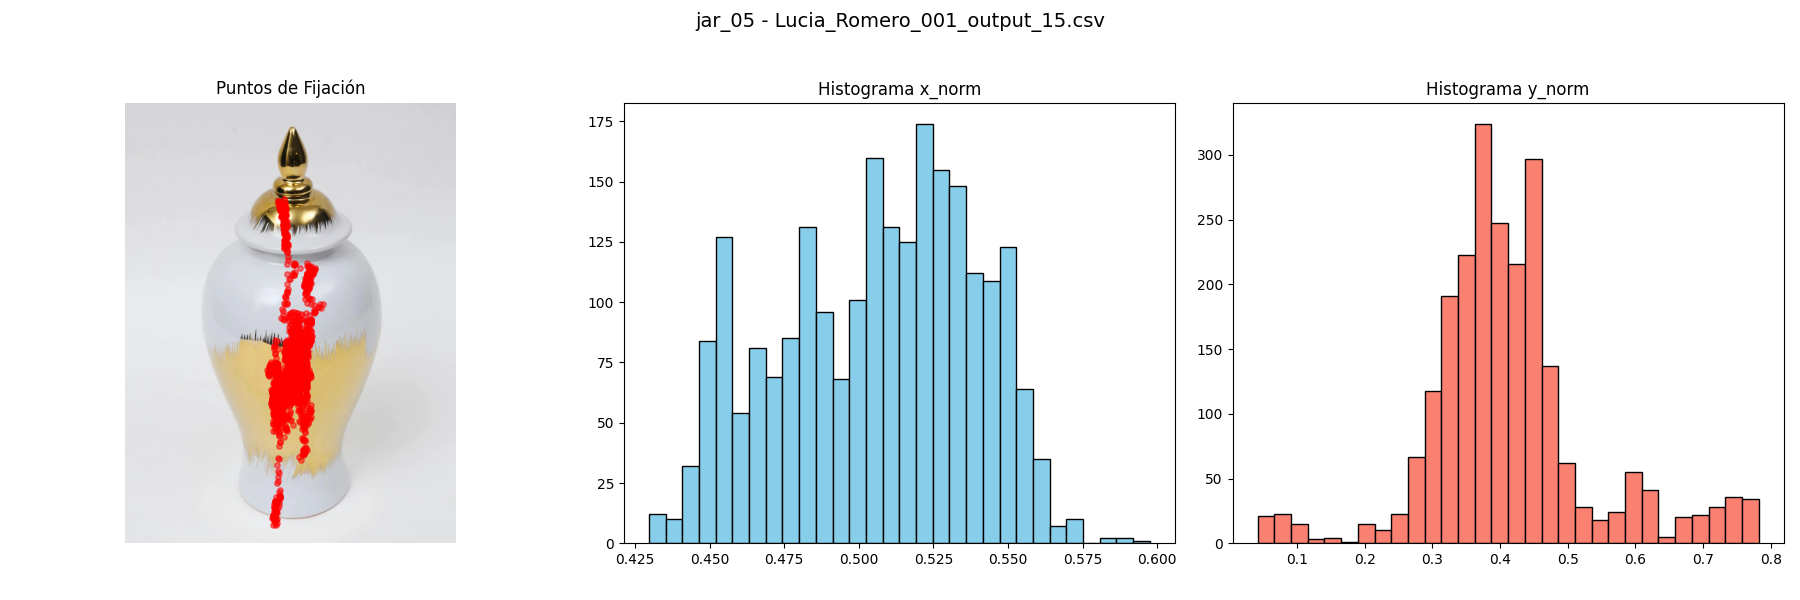 jar_05 - Lucia_Romero_001_output_15.csv
Puntos de Fijación
Histograma x_norm
175
150
125
100
75
50
25
0
0.425 0.450 0.475 0.500 0.525 0.550 0.575 0.600
Histograma y_norm
300
250
200
150
100
50
0
0.1 0.2 0.3 0.4 0.5 0.6 0.7 0.8